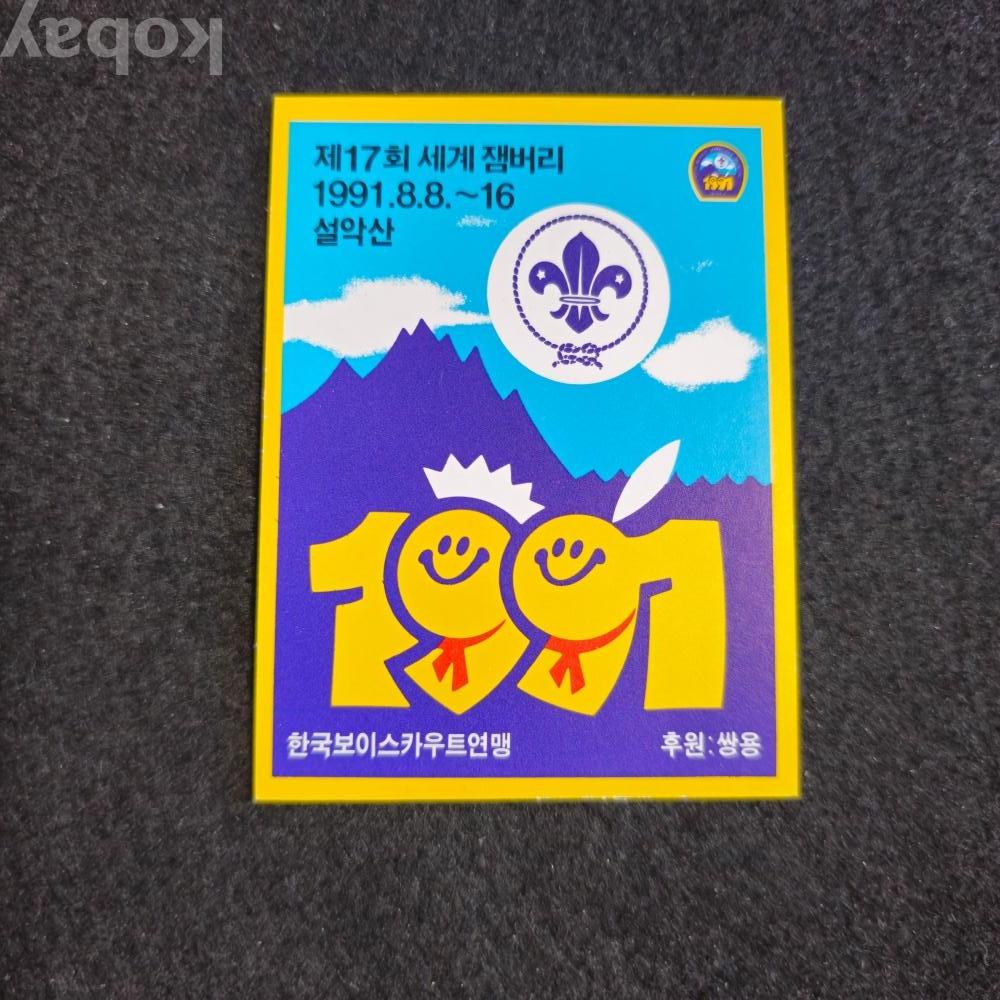 kobay
제17회 세계 잼버리
1991.8.8.~16
설악산
1991
1991
한국보이스카우트연맹
후원:쌍용